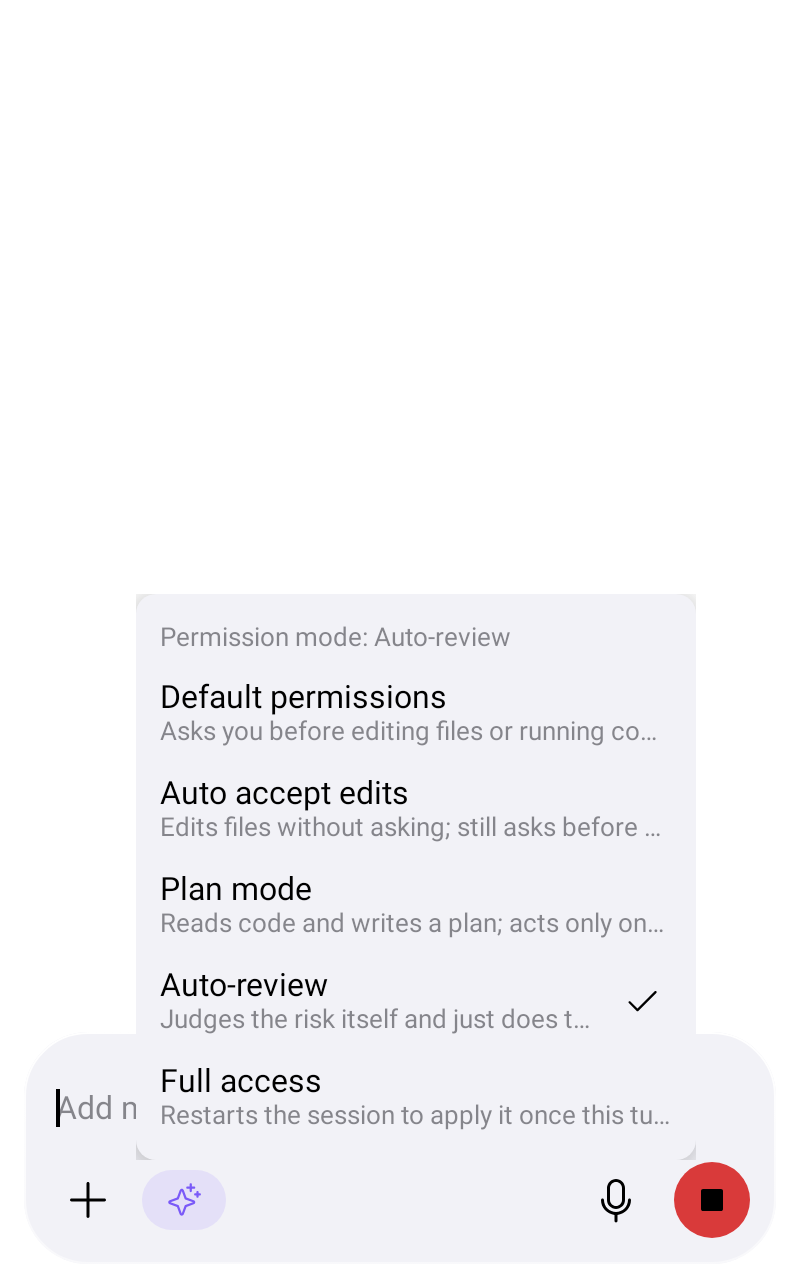 Permission mode: Auto-review
Default permissions
Asks you before editing files or running co…
Auto accept edits
Edits files without asking; still asks before …
Plan mode
Reads code and writes a plan; acts only on…
Auto-review
Judges the risk itself and just does t…
Full access
Restarts the session to apply it once this tu…
Add